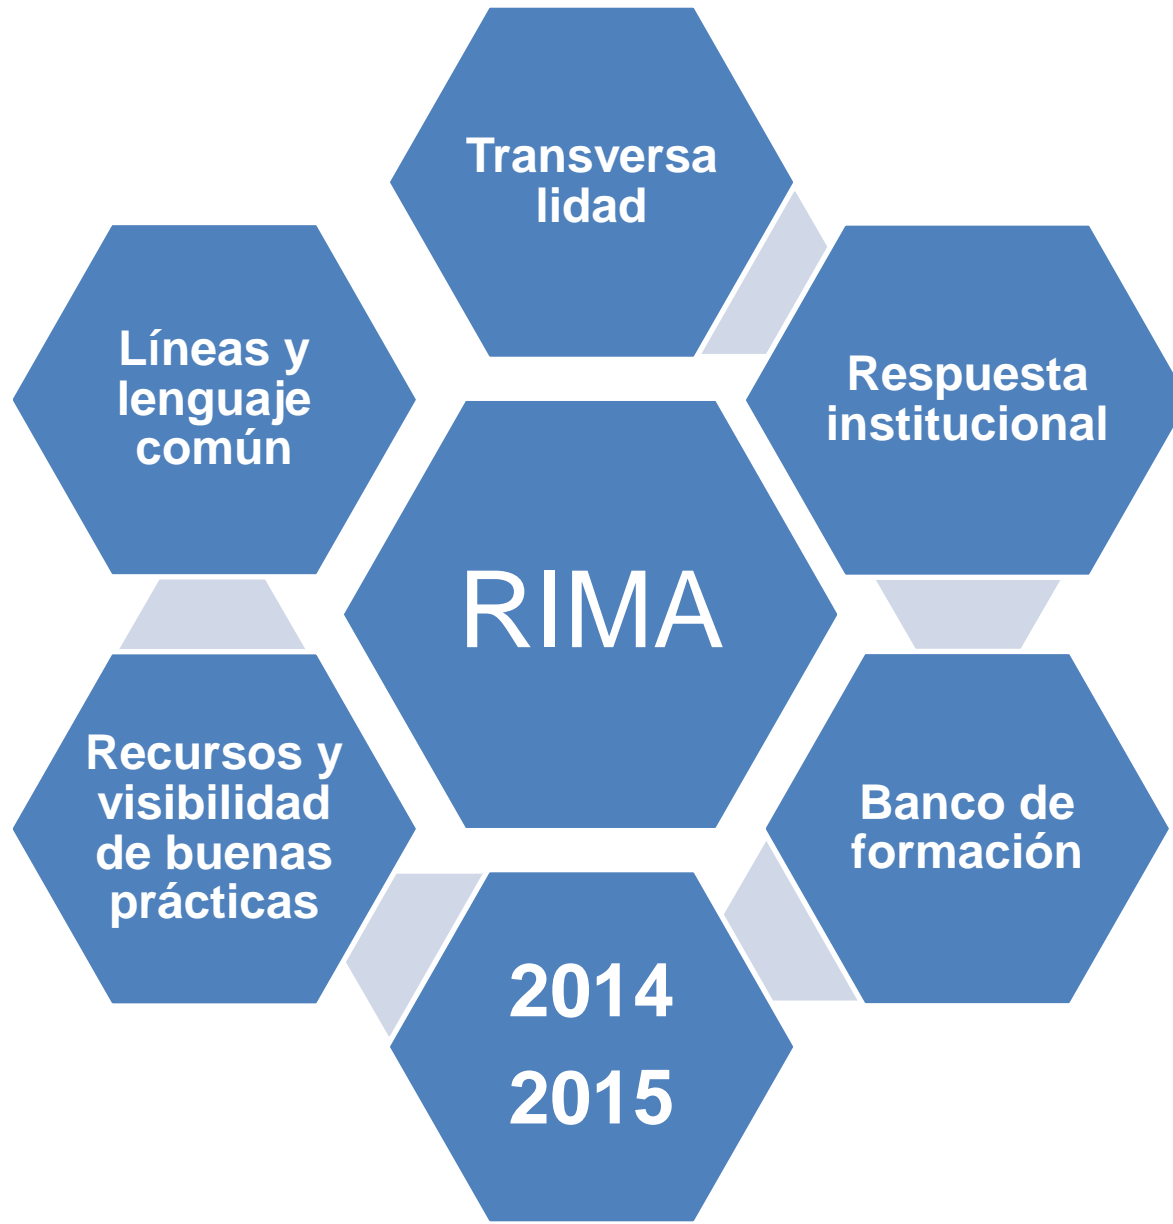 Transversa
lidad
Líneas y
lenguaje
común
Respuesta
institucional
RIMA
Recursos y
visibilidad
de buenas
prácticas
Banco de
formación
2014
2015